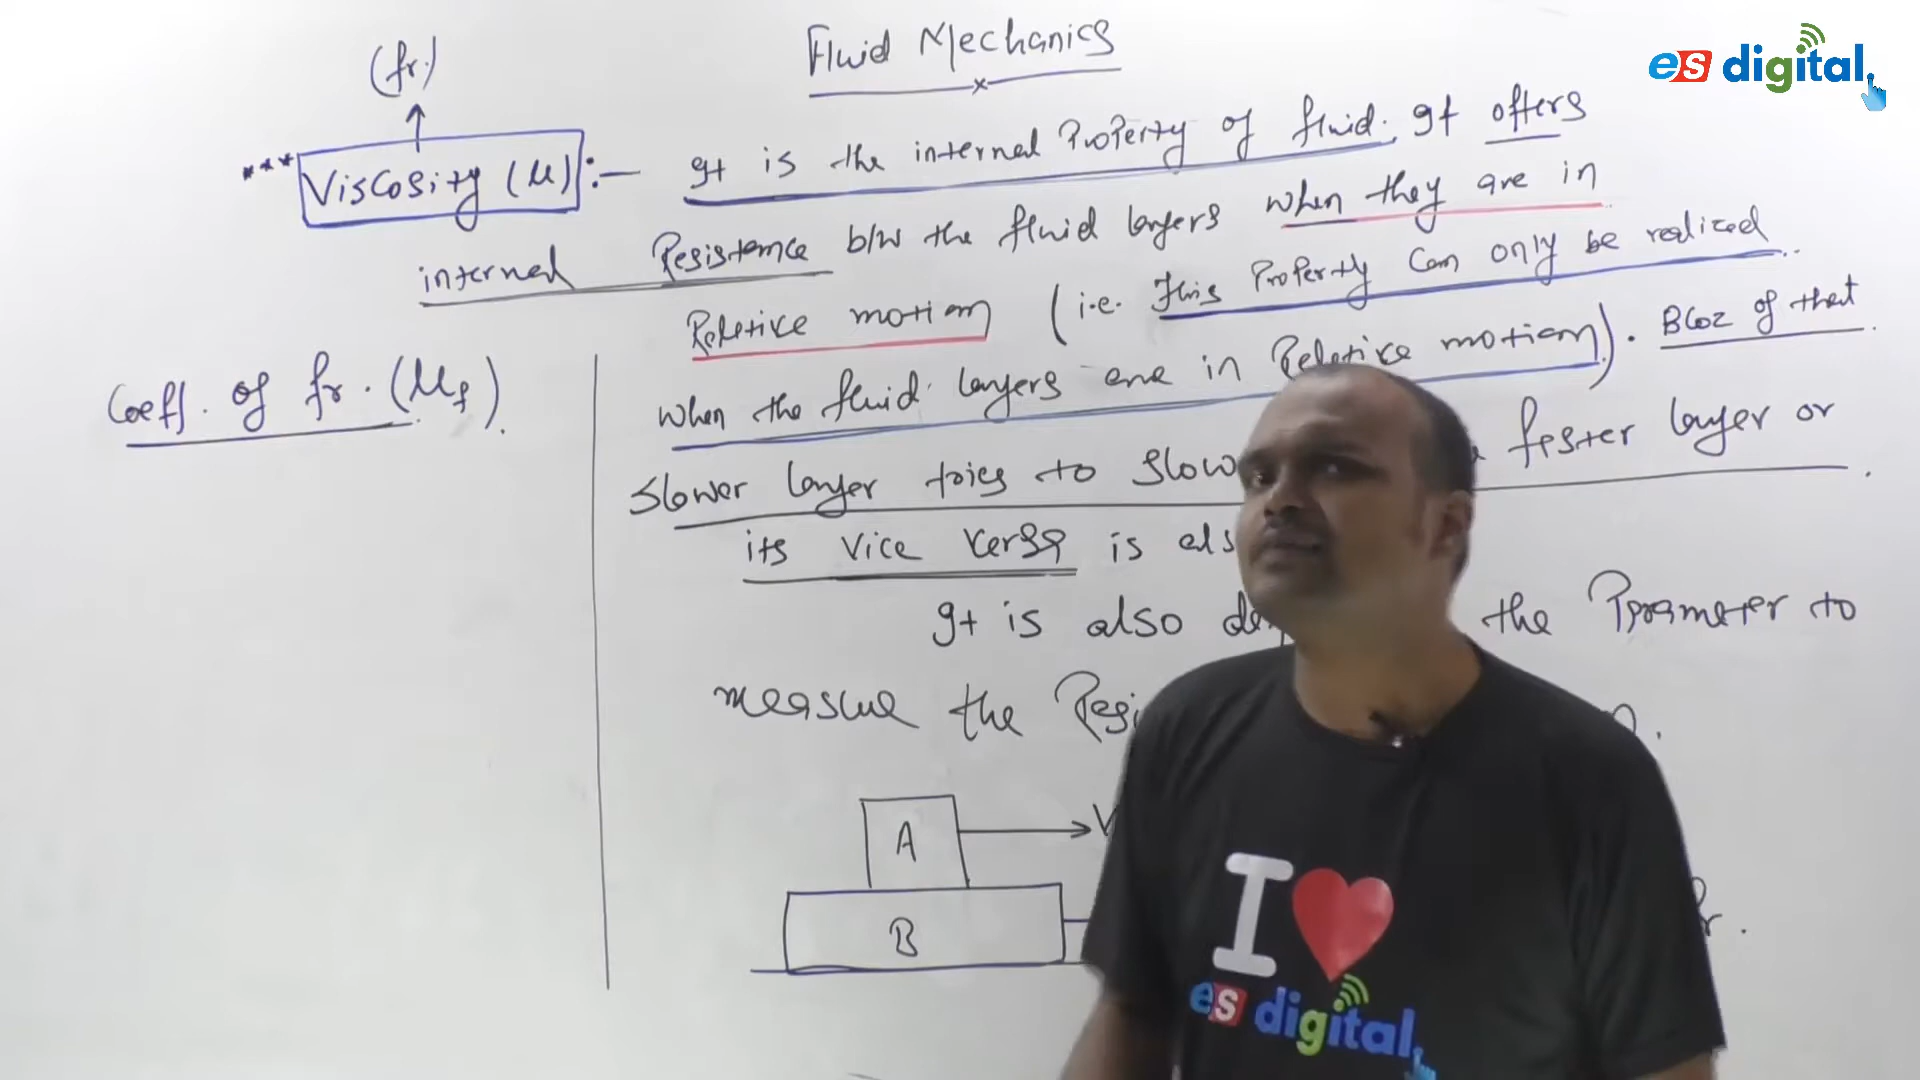 Fluid Mechanics
es digital.
(fr.)
*** Viscosity (μ) :— It is the internal Property of fluid. It offers
internal Resistance b/w the fluid layers when they are in
Relative motion (i.e. This Property can only be realized
when the fluid layers are in Relative motion). Bcoz of that
Slower layer tries to slow faster layer or
its vice versa is als
It is also de the Parameter to
measure the Resi
Coeff. of fr. (μf).
A
V
B
r.
I
es digital.